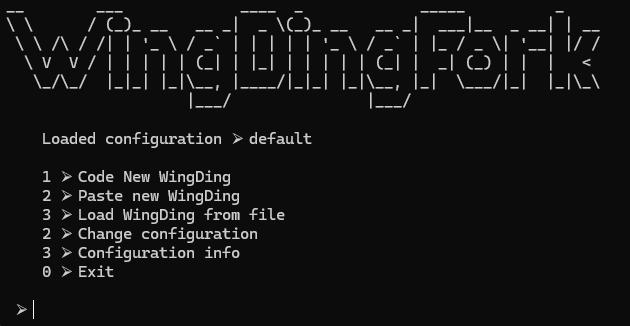 WingDingFork
Loaded configuration ➢ default
1 ➢ Code New WingDing
2 ➢ Paste new WingDing
3 ➢ Load WingDing from file
2 ➢ Change configuration
3 ➢ Configuration info
0 ➢ Exit
➢